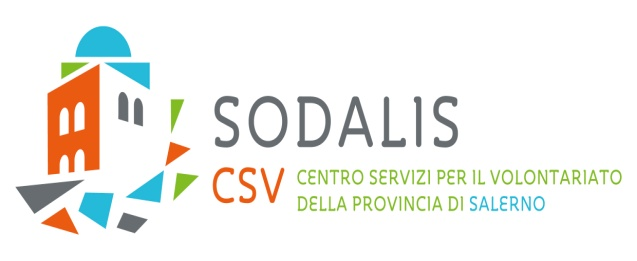 SODALIS
CSV CENTRO SERVIZI PER IL VOLONTARIATO
DELLA PROVINCIA DI SALERNO